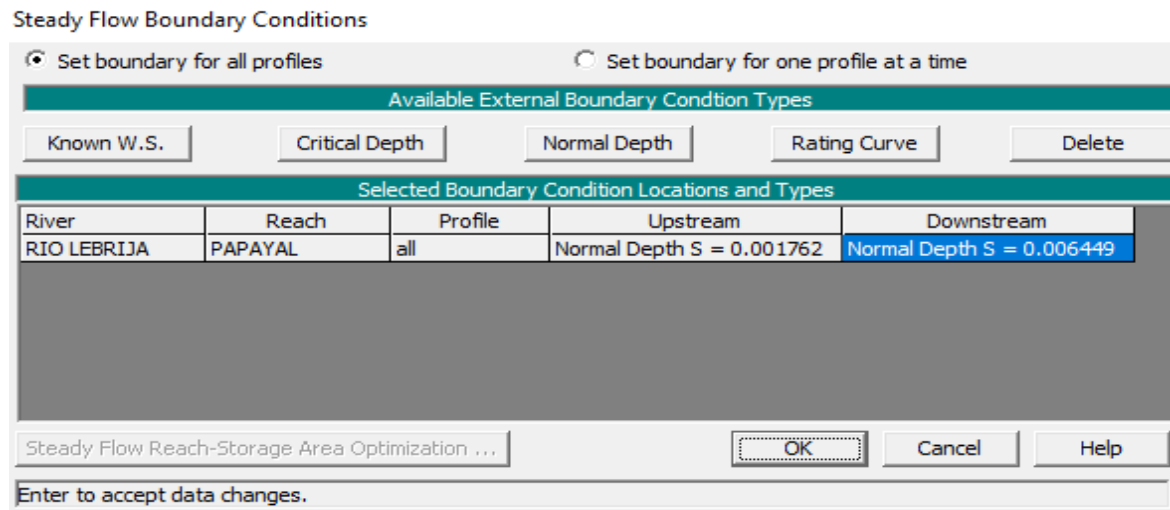 Steady Flow Boundary Conditions
Set boundary for all profiles Set boundary for one profile at a time
Available External Boundary Condtion Types
Known W.S. Critical Depth Normal Depth Rating Curve Delete
Selected Boundary Condition Locations and Types
River Reach Profile Upstream Downstream
RIO LEBRIJA PAPAYAL all Normal Depth S = 0.001762 Normal Depth S = 0.006449
Steady Flow Reach-Storage Area Optimization ... OK Cancel Help
Enter to accept data changes.